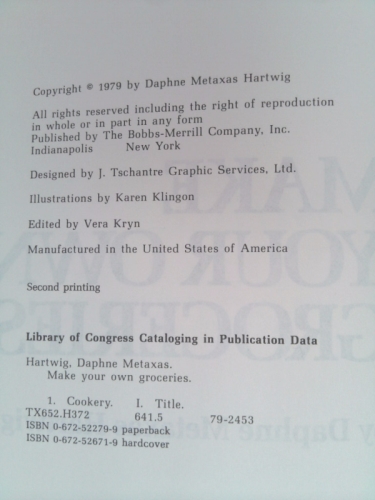 Copyright © 1979 by Daphne Metaxas Hartwig
All rights reserved including the right of reproduction
in whole or in part in any form
Published by The Bobbs-Merrill Company, Inc.
Indianapolis New York
Designed by J. Tschantre Graphic Services, Ltd.
Illustrations by Karen Klingon
Edited by Vera Kryn
Manufactured in the United States of America
Second printing
Library of Congress Cataloging in Publication Data
Hartwig, Daphne Metaxas.
Make your own groceries.
1. Cookery. I. Title.
TX652.H372 641.5 79-2453
ISBN 0-672-52279-9 paperback
ISBN 0-672-52671-9 hardcover